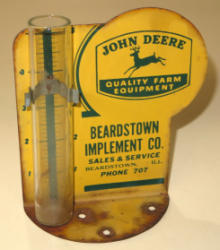 JOHN DEERE
QUALITY FARM
EQUIPMENT
BEARDSTOWN
IMPLEMENT CO.
SALES & SERVICE
BEARDSTOWN, ILL.
PHONE 707